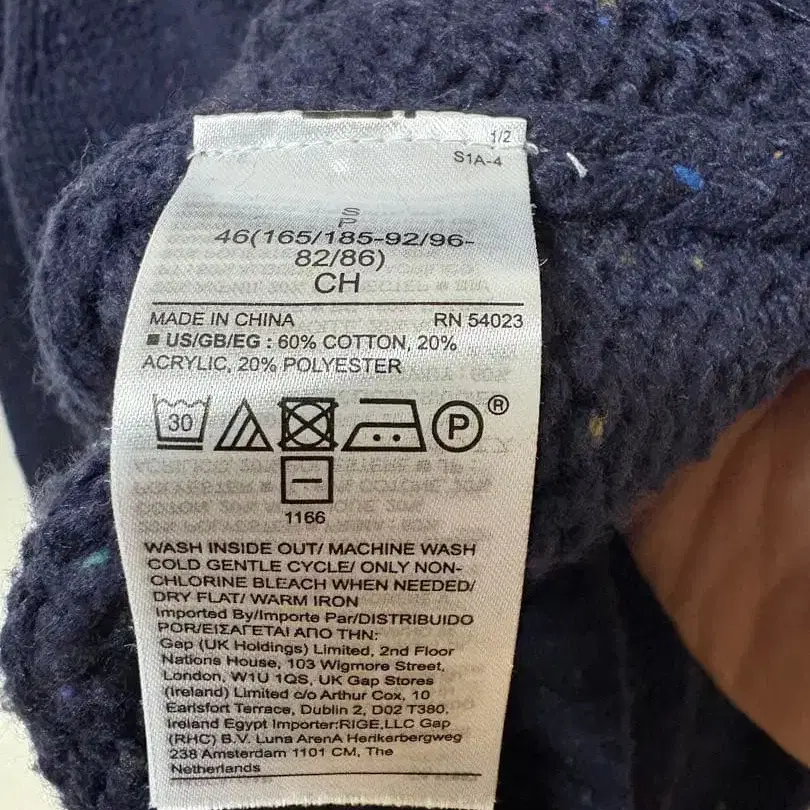 1/2
S1A-4
S
P
46(165/185-92/96-
82/86)
CH
MADE IN CHINA RN 54023
US/GB/EG : 60% COTTON, 20%
ACRYLIC, 20% POLYESTER
30 P ®
1166
WASH INSIDE OUT/ MACHINE WASH
COLD GENTLE CYCLE/ ONLY NON-
CHLORINE BLEACH WHEN NEEDED/
DRY FLAT/ WARM IRON
Imported By/Importe Par/DISTRIBUIDO
POR/ΕΙΣΑΓΕΤΑΙ ΑΠΟ ΤΗΝ:
Gap (UK Holdings) Limited, 2nd Floor
Nations House, 103 Wigmore Street,
London, W1U 1QS, UK Gap Stores
(Ireland) Limited c/o Arthur Cox, 10
Earlsfort Terrace, Dublin 2, D02 T380,
Ireland Egypt Importer:RIGE,LLC Gap
(RHC) B.V. Luna ArenA Herikerbergweg
238 Amsterdam 1101 CM, The
Netherlands